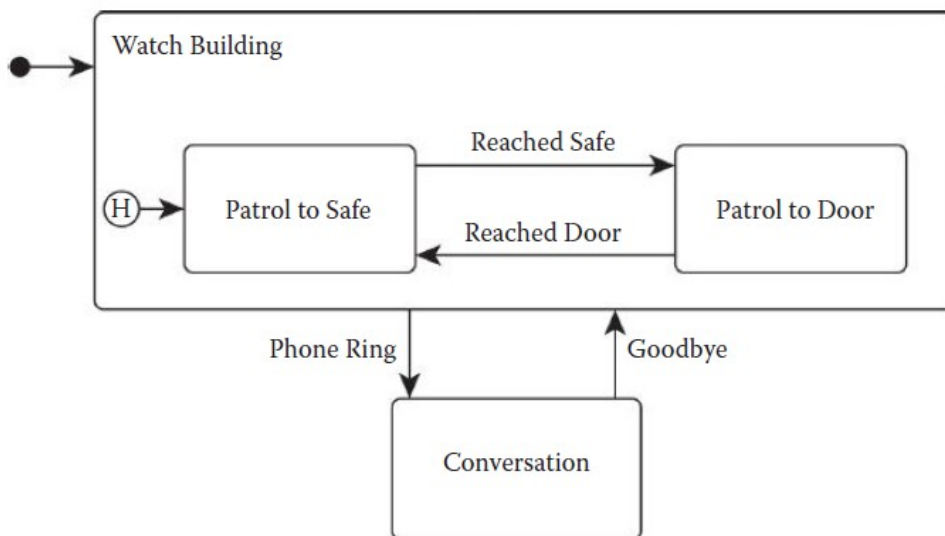 Watch Building
Reached Safe
H
Patrol to Safe
Patrol to Door
Reached Door
Phone Ring
Goodbye
Conversation